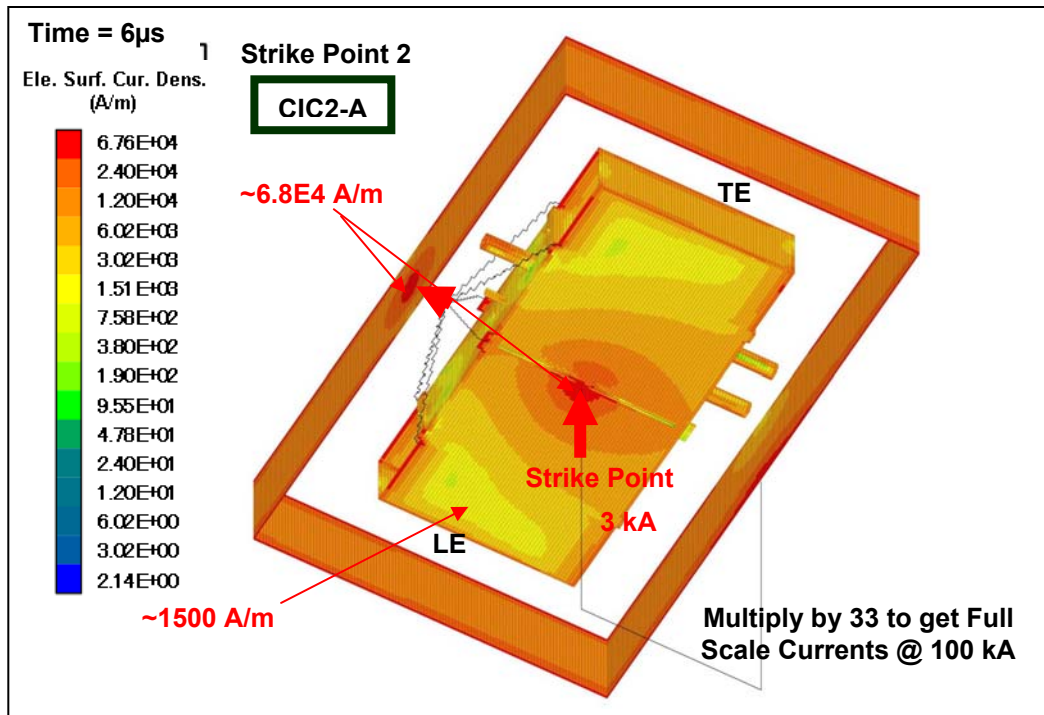 Time = 6µs
Strike Point 2
Ele. Surf. Cur. Dens.
(A/m)
CIC2-A
6.76E+04
2.40E+04
1.20E+04
6.02E+03
3.02E+03
1.51E+03
7.58E+02
3.80E+02
1.90E+02
9.55E+01
4.78E+01
2.40E+01
1.20E+01
6.02E+00
3.02E+00
2.14E+00
~6.8E4 A/m
TE
Strike Point
3 kA
LE
~1500 A/m
Multiply by 33 to get Full
Scale Currents @ 100 kA